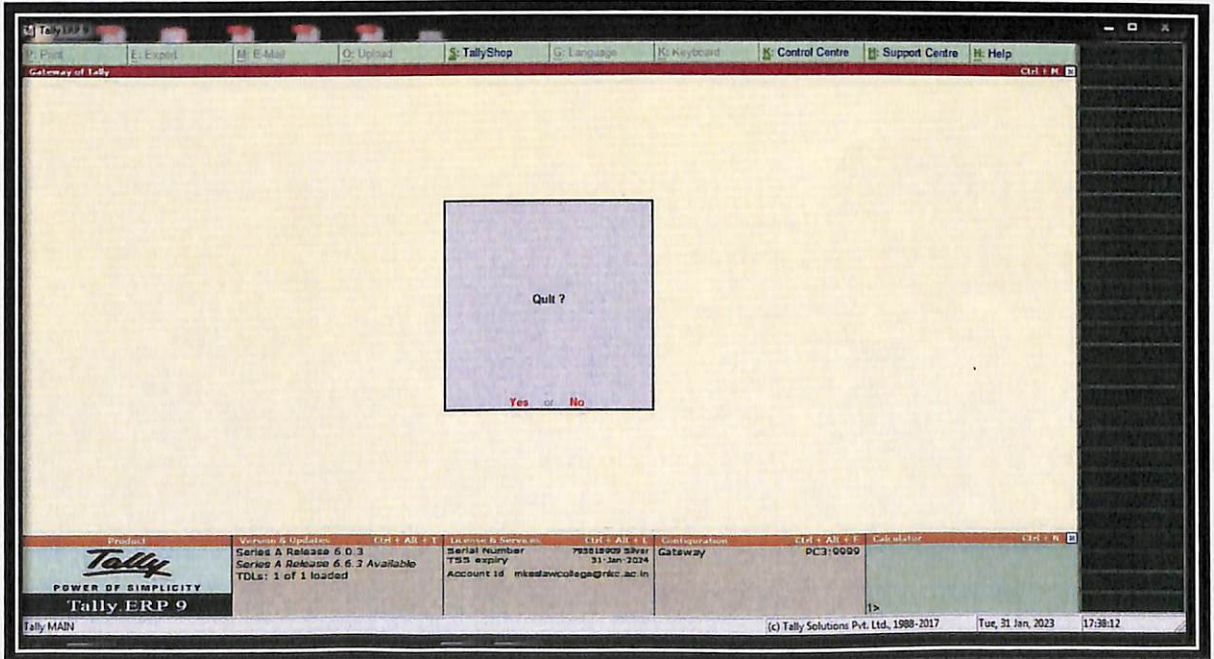 Tally.ERP 9
P: Print E: Export M: E-Mail O: Upload S: TallyShop G: Language K: Keyboard K: Control Centre H: Support Centre H: Help
Gateway of Tally Ctrl + M
Quit ?
Yes or No
Product
Tally
POWER OF SIMPLICITY
Tally.ERP 9
Version & Updates Ctrl + Alt + T
Series A Release 6.0.3
Series A Release 6.6.3 Available
TDLs: 1 of 1 loaded
License & Services Ctrl + Alt + L
Serial Number Silver
TSS expiry 31-Jan-2024
Account Id
Configuration Ctrl + Alt + F
Gateway PC3:9999
Calculator Ctrl + N
1>
Tally MAIN (c) Tally Solutions Pvt. Ltd., 1988-2017 Tue, 31 Jan, 2023 17:38:12